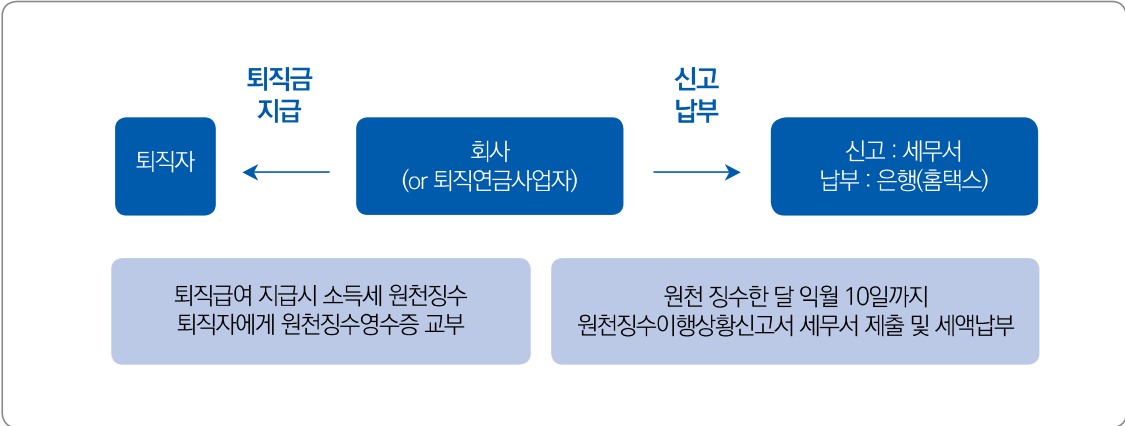 퇴직금
지급
신고
납부
퇴직자
회사
(or 퇴직연금사업자)
신고 : 세무서
납부 : 은행(홈택스)
퇴직급여 지급시 소득세 원천징수
퇴직자에게 원천징수영수증 교부
원천 징수한 달 익월 10일까지
원천징수이행상황신고서 세무서 제출 및 세액납부